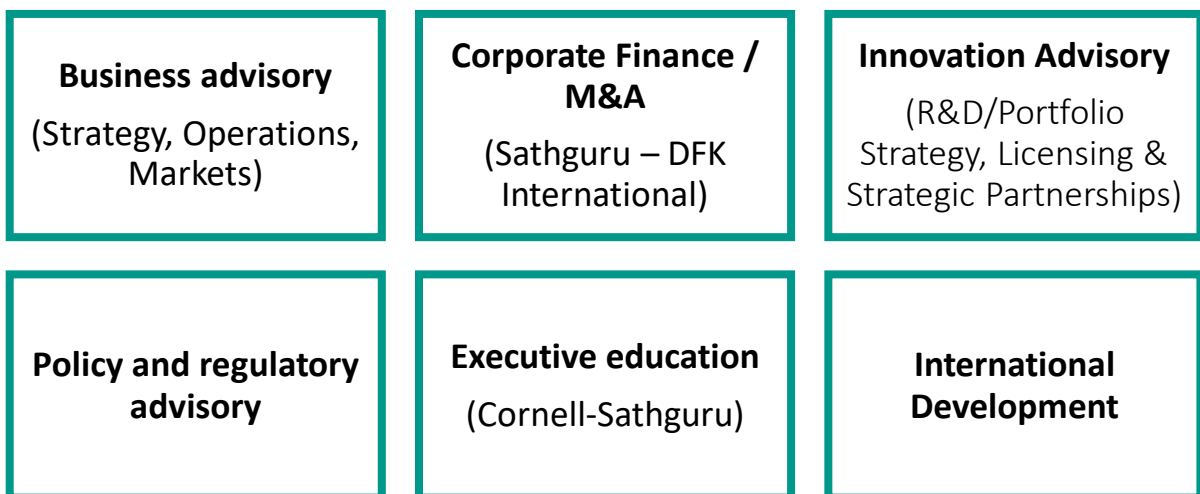 Business advisory
(Strategy, Operations,
Markets)
Corporate Finance /
M&A
(Sathguru – DFK
International)
Innovation Advisory
(R&D/Portfolio
Strategy, Licensing &
Strategic Partnerships)
Policy and regulatory
advisory
Executive education
(Cornell-Sathguru)
International
Development